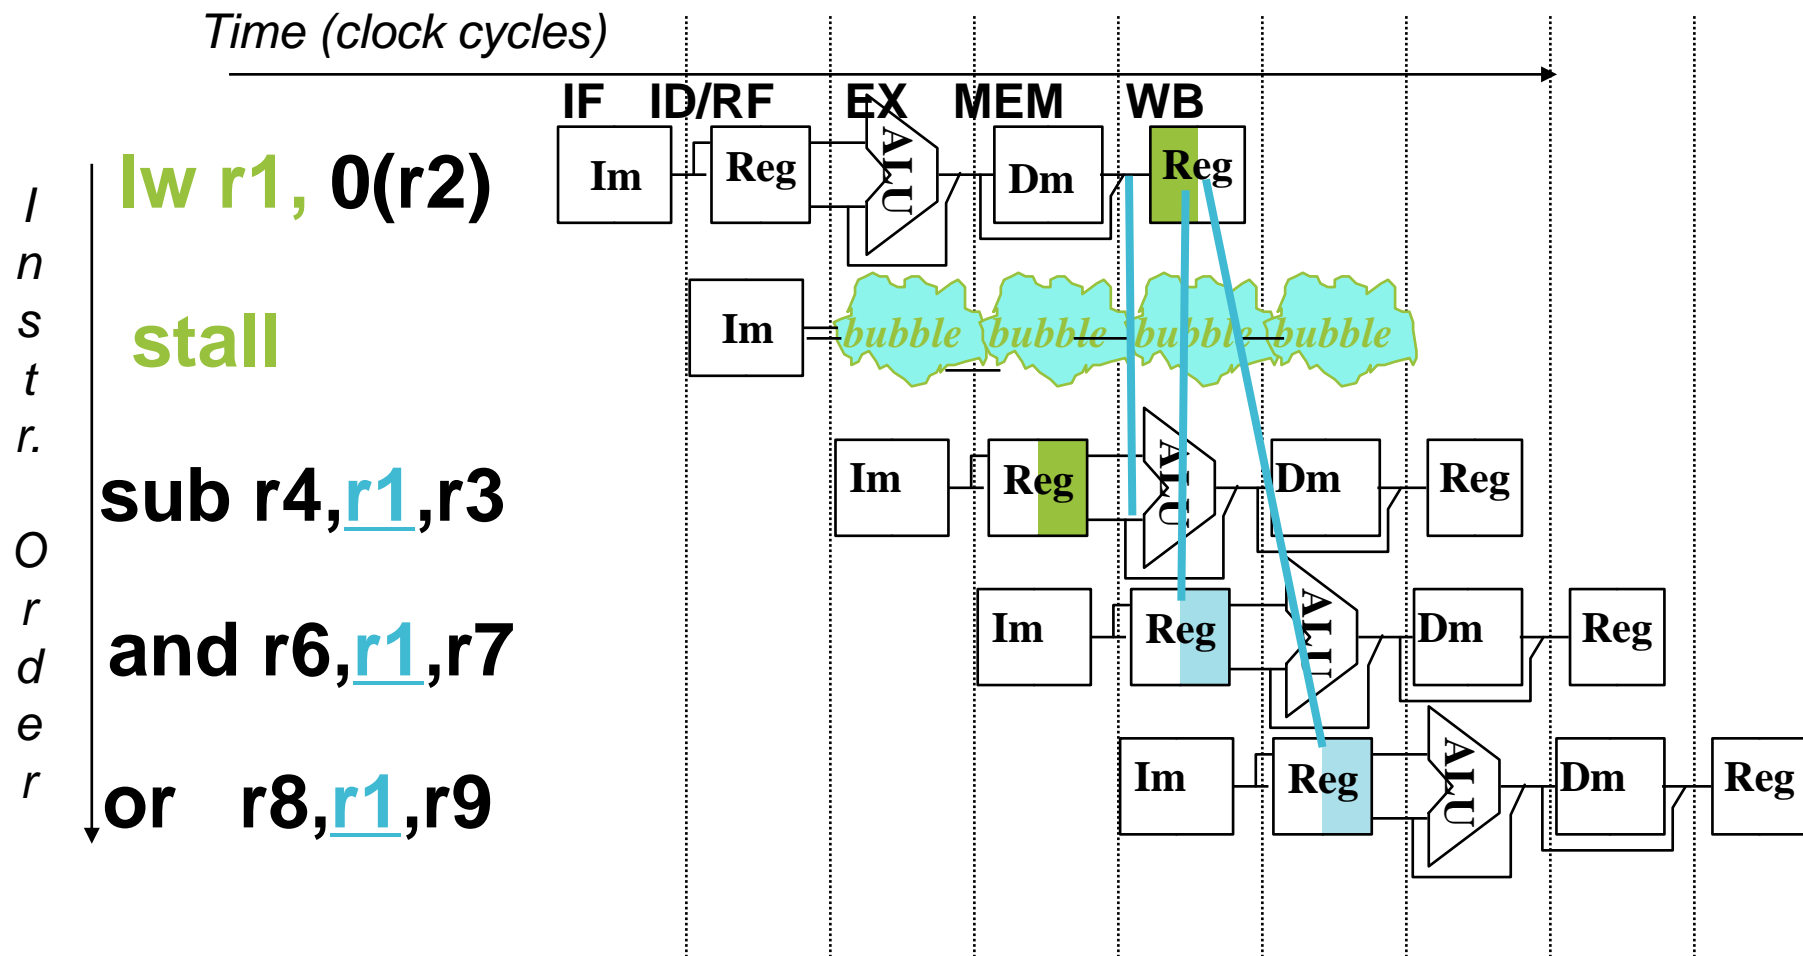 Time (clock cycles)
IF ID/RF EX MEM WB
Instr. Order
lw r1, 0(r2)
Im Reg ALU Dm Reg
stall
Im bubble bubble bubble bubble
sub r4,r1,r3
Im Reg ALU Dm Reg
and r6,r1,r7
Im Reg ALU Dm Reg
or r8,r1,r9
Im Reg ALU Dm Reg